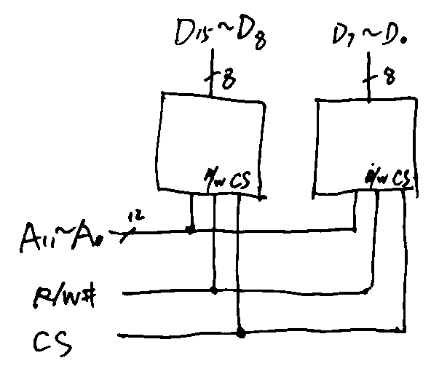 D15~D8 D7~D0
8 8
R/W CS R/W CS
12
A11~A0
R/W#
CS